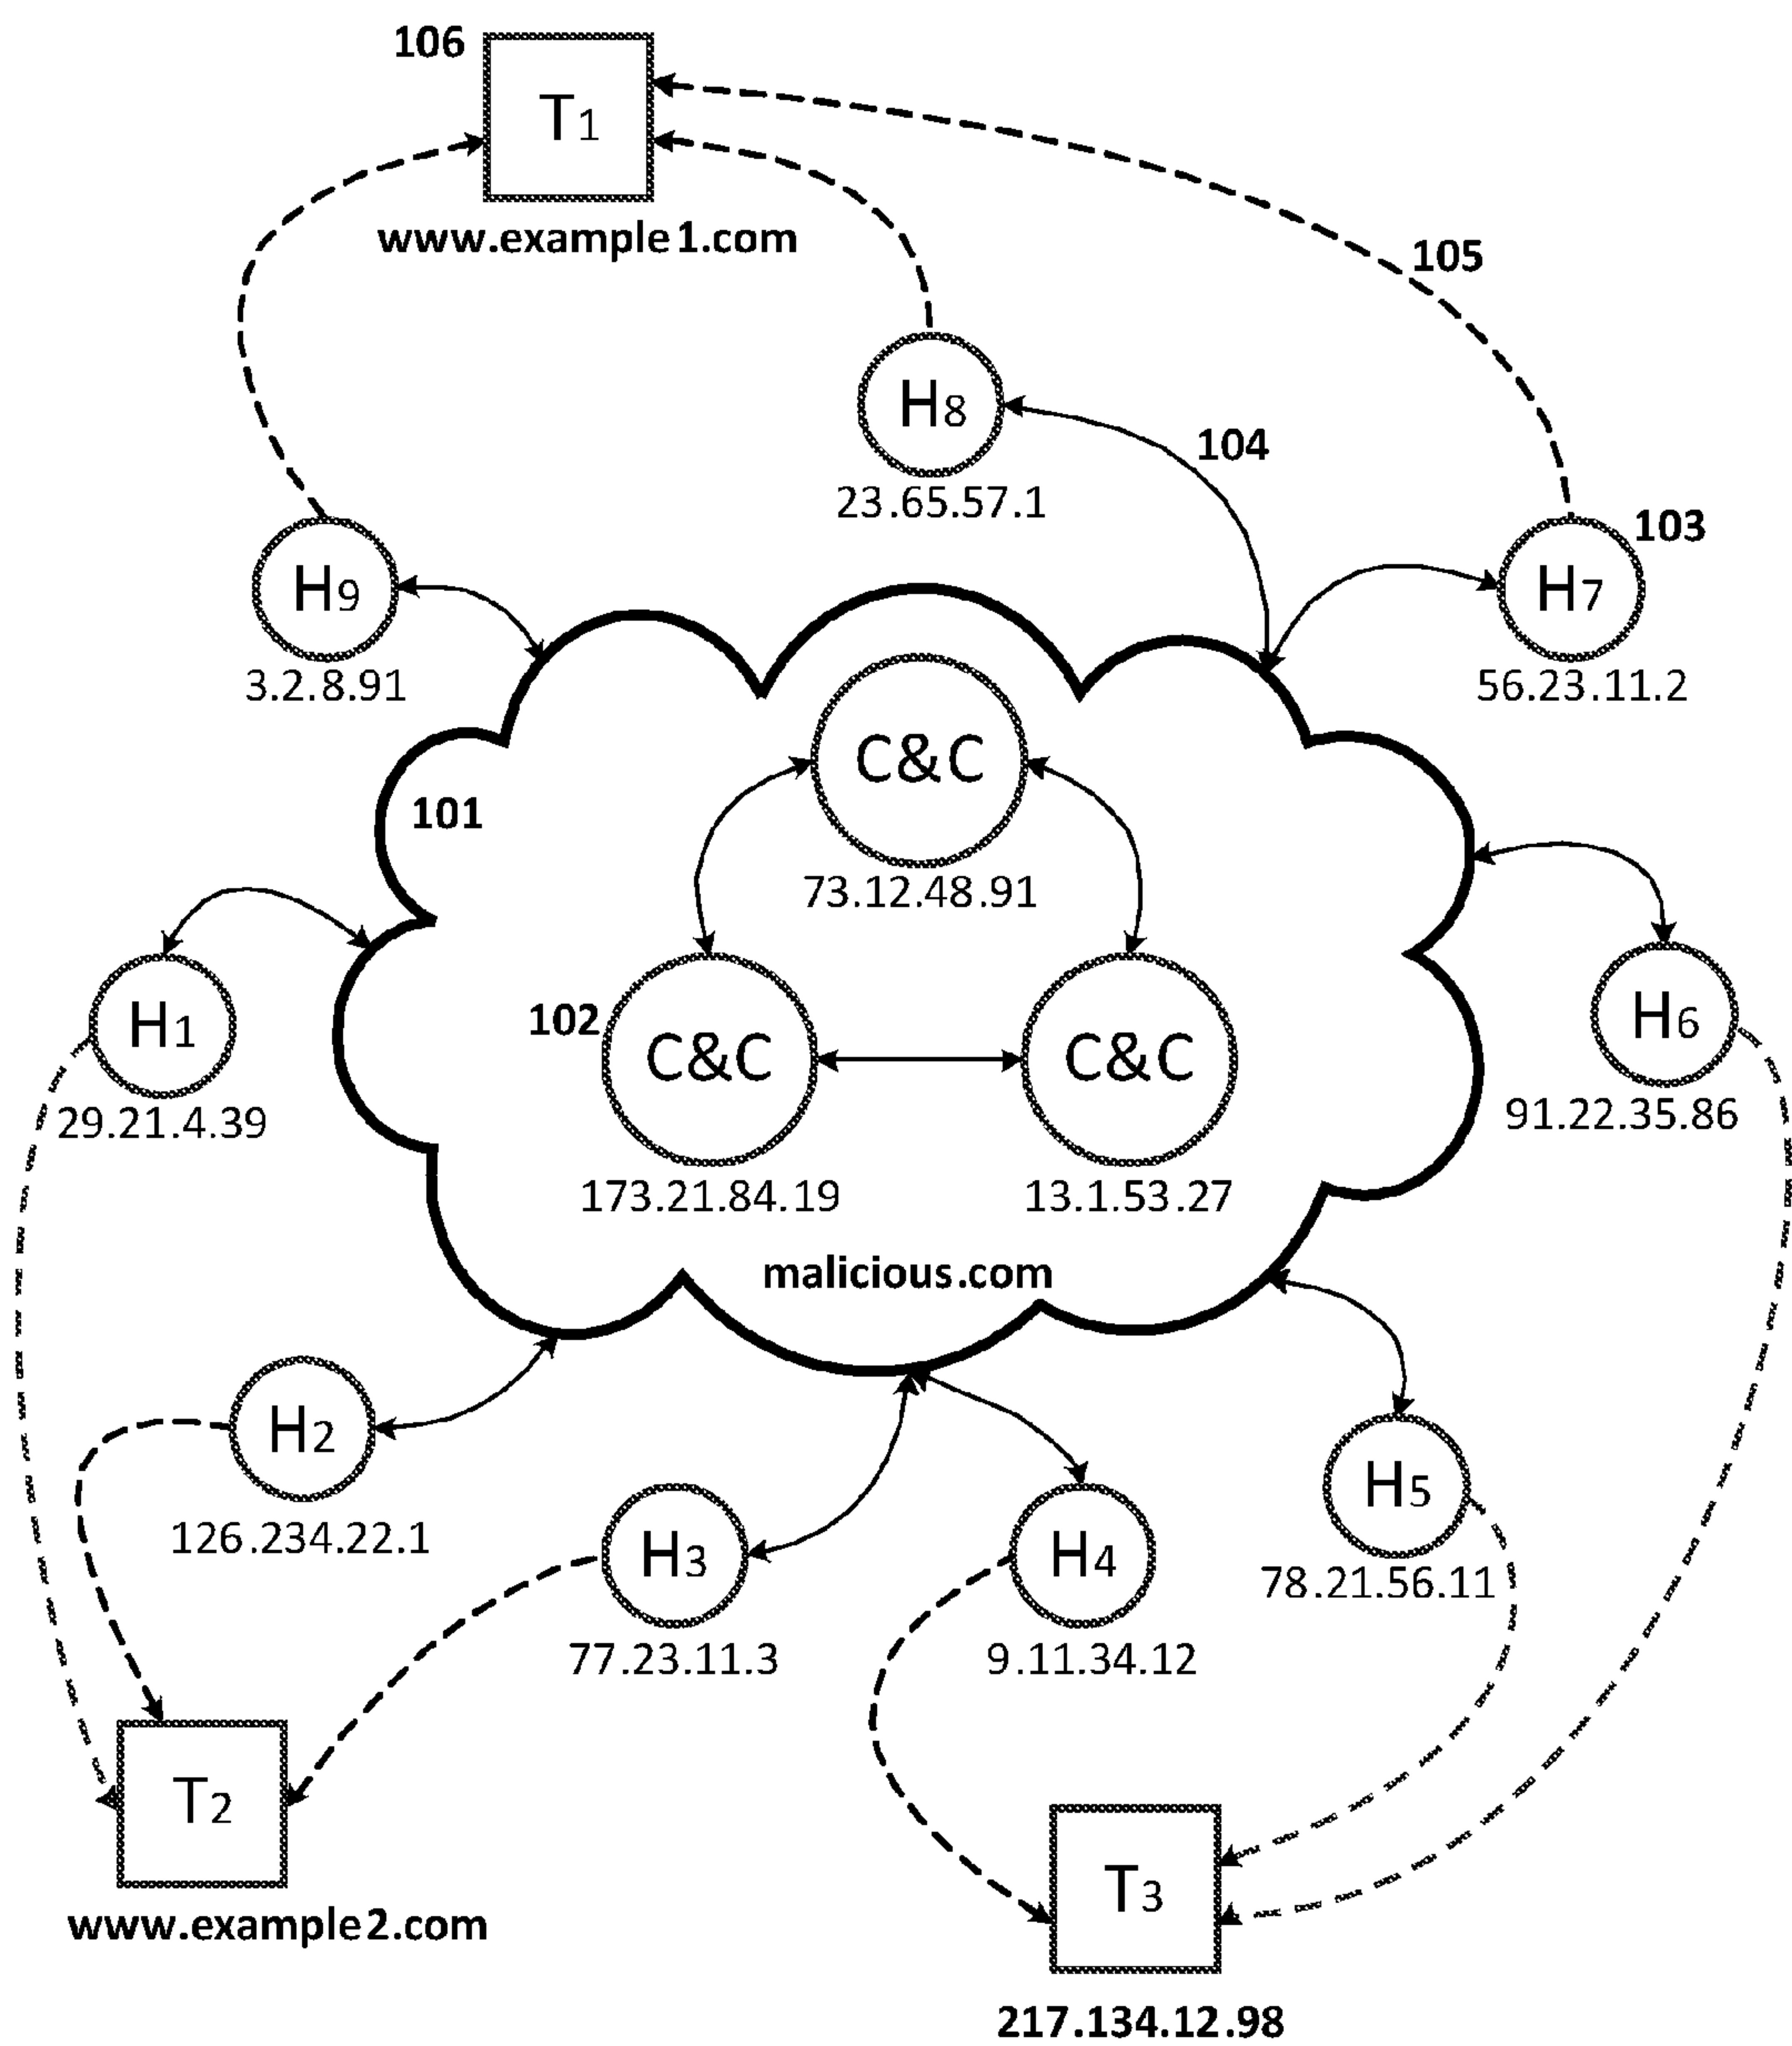 106
T1
www.example1.com
105
H8
104
23.65.57.1
103
H9
H7
3.2.8.91
56.23.11.2
C&C
101
73.12.48.91
H1
102
C&C
C&C
H6
29.21.4.39
91.22.35.86
173.21.84.19
13.1.53.27
malicious.com
H2
H5
126.234.22.1
H3
H4
78.21.56.11
77.23.11.3
9.11.34.12
T2
T3
www.example2.com
217.134.12.98